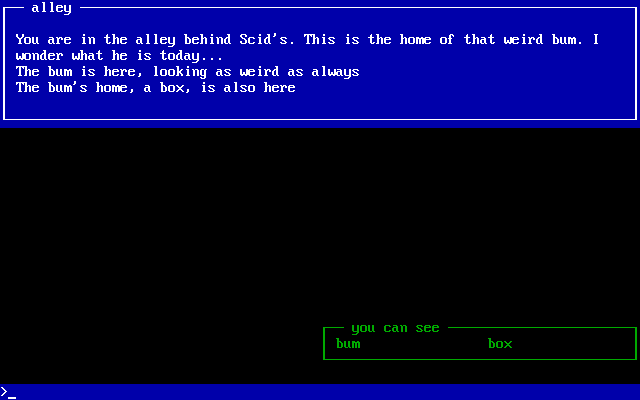 alley
You are in the alley behind Scid's. This is the home of that weird bum. I
wonder what he is today...
The bum is here, looking as weird as always
The bum's home, a box, is also here
you can see
bum box
>_